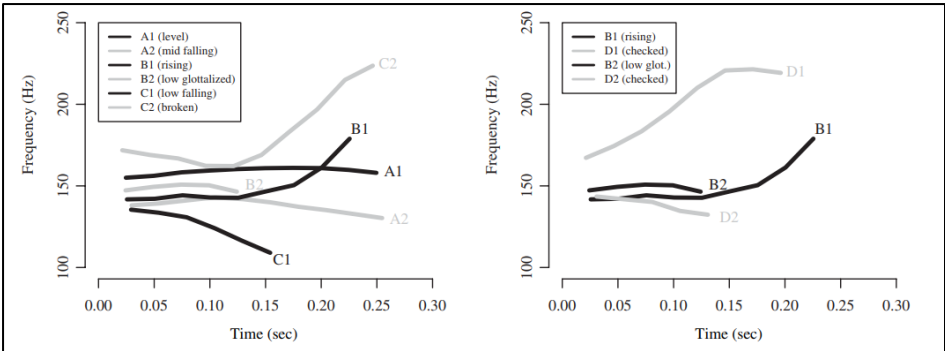 250
200
150
100
Frequency (Hz)
A1 (level)
A2 (mid falling)
B1 (rising)
B2 (low glottalized)
C1 (low falling)
C2 (broken)
C2
B1
A1
B2
A2
C1
0.00 0.05 0.10 0.15 0.20 0.25 0.30
Time (sec)
250
200
150
100
Frequency (Hz)
B1 (rising)
D1 (checked)
B2 (low glot.)
D2 (checked)
D1
B1
B2
D2
0.00 0.05 0.10 0.15 0.20 0.25 0.30
Time (sec)